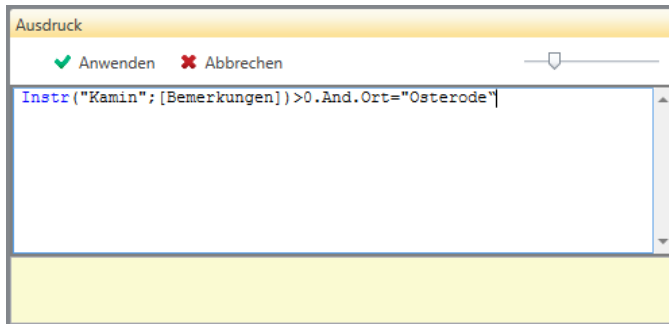 Ausdruck
Anwenden Abbrechen
Instr("Kamin";[Bemerkungen])>0.And.Ort="Osterode“